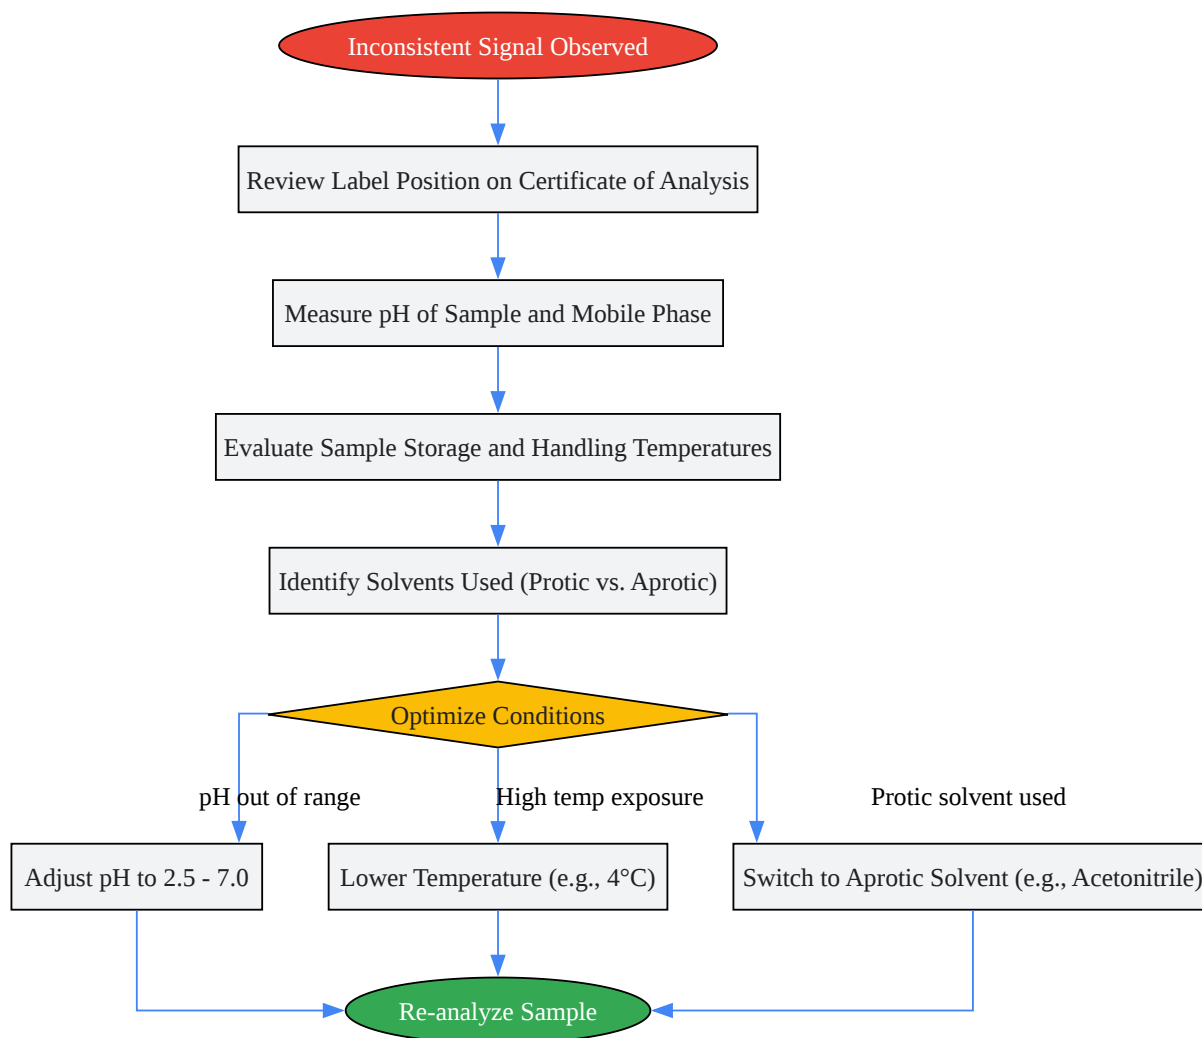 Inconsistent Signal Observed
Review Label Position on Certificate of Analysis
Measure pH of Sample and Mobile Phase
Evaluate Sample Storage and Handling Temperatures
Identify Solvents Used (Protic vs. Aprotic)
Optimize Conditions
pH out of range
High temp exposure
Protic solvent used
Adjust pH to 2.5 - 7.0
Lower Temperature (e.g., 4°C)
Switch to Aprotic Solvent (e.g., Acetonitrile)
Re-analyze Sample